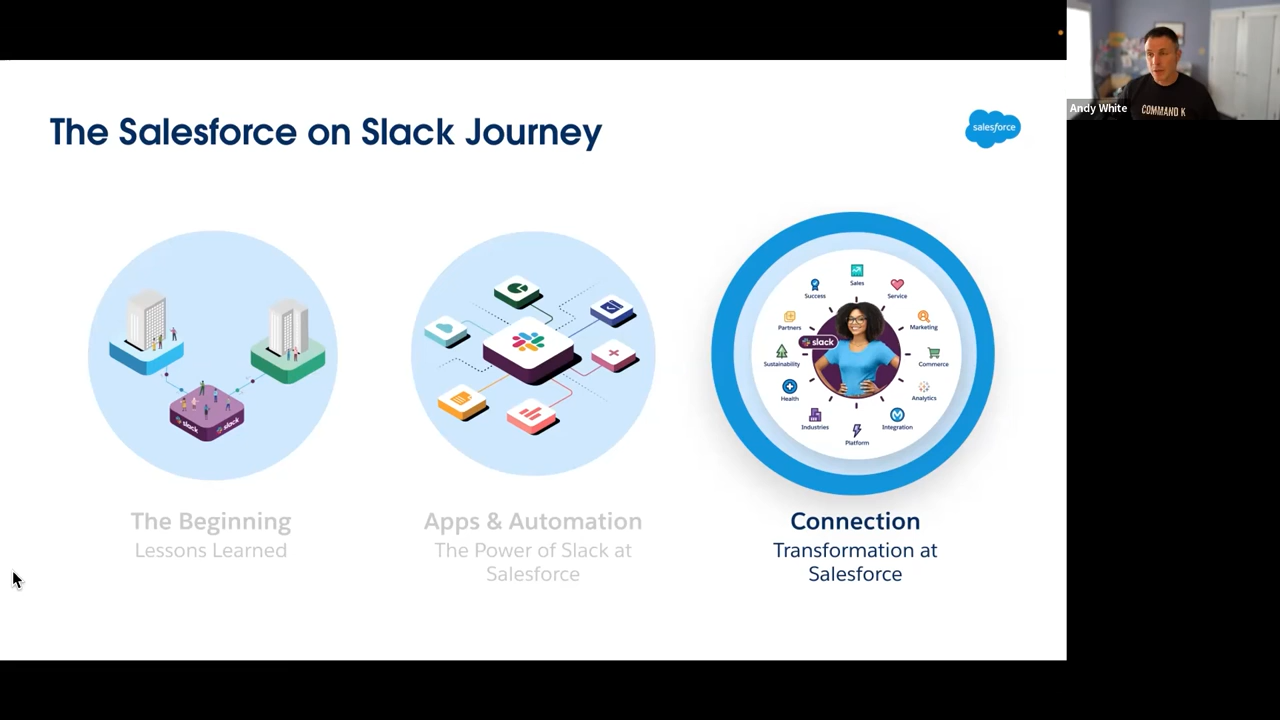 The Salesforce on Slack Journey
salesforce
Andy White
COMMAND K
slack
slack
Sales
Success
Service
Partners
Marketing
slack
Sustainability
Commerce
Health
Analytics
Industries
Integration
Platform
The Beginning
Lessons Learned
Apps & Automation
The Power of Slack at
Salesforce
Connection
Transformation at
Salesforce